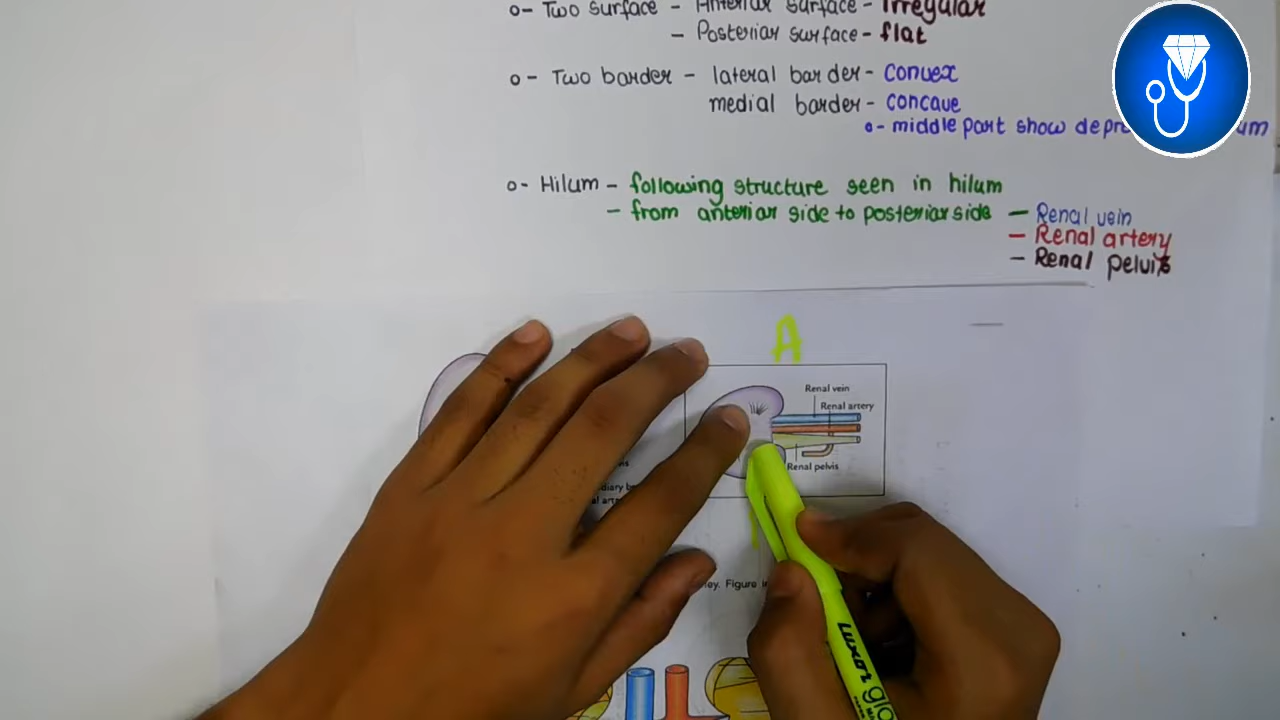 o- Two surface - Anterior surface - Irregular
- Posterior surface - flat
o- Two border - lateral border - Convex
medial border - Concave
o- middle part show
o- Hilum - following structure seen in hilum
- from anterior side to posterior side - Renal vein
- Renal artery
- Renal pelvis
A
Renal vein
Renal artery
Renal pelvis
Figure
Luxor